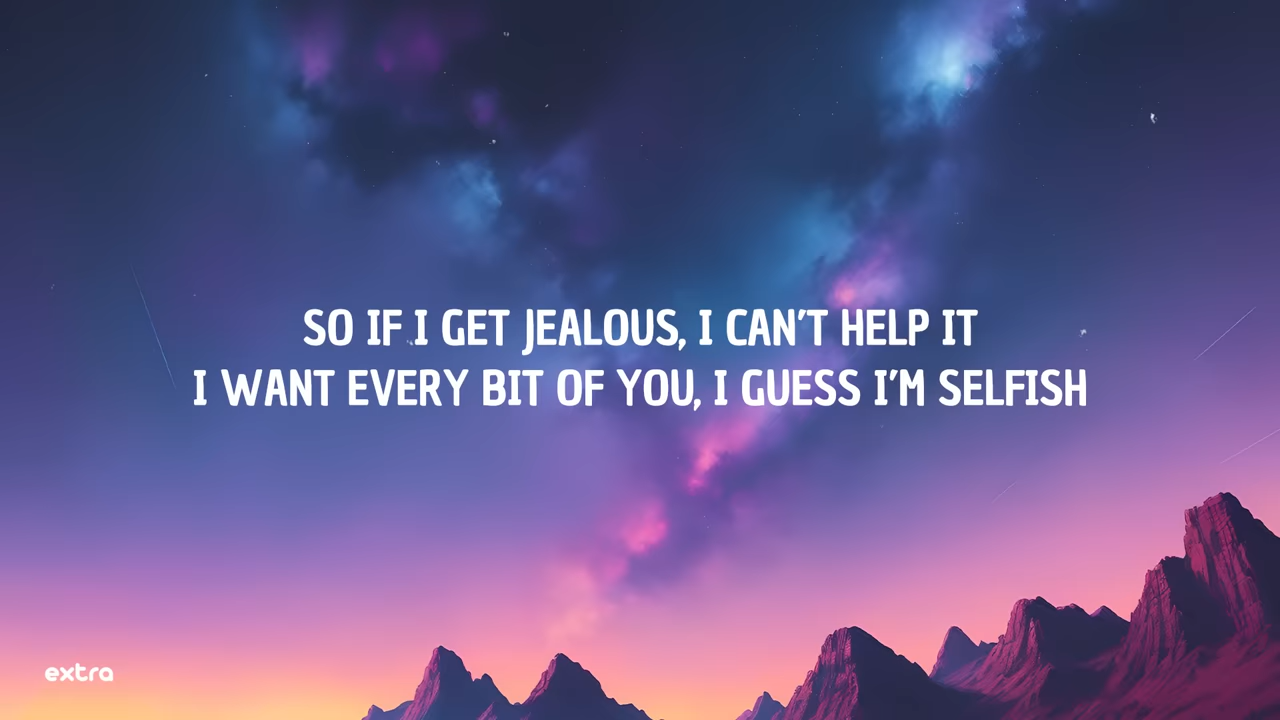 SO IF I GET JEALOUS, I CAN'T HELP IT
I WANT EVERY BIT OF YOU, I GUESS I'M SELFISH
extra